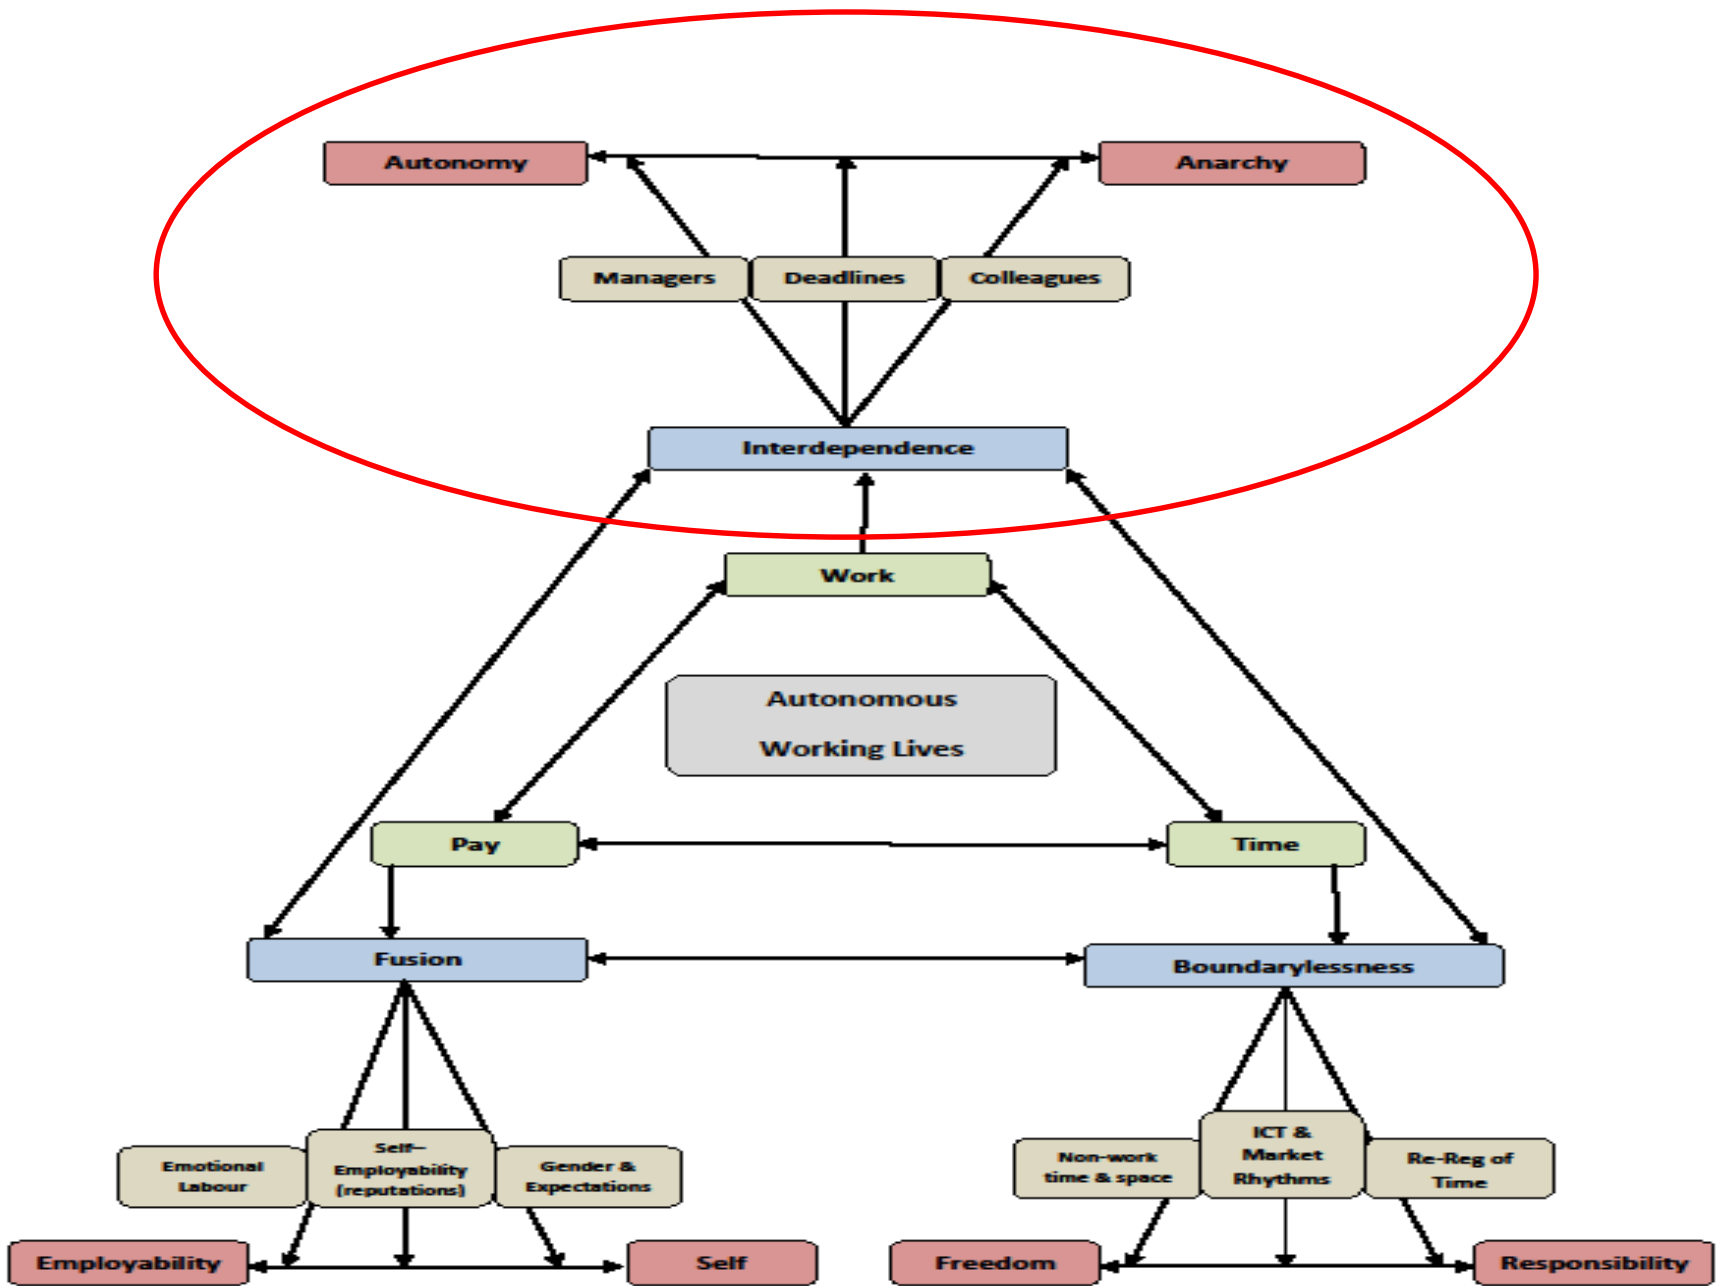 Autonomy
Anarchy
Managers
Deadlines
Colleagues
Interdependence
Work
Autonomous
Working Lives
Pay
Time
Fusion
Boundarylessness
Emotional
Labour
Self–
Employability
(reputations)
Gender &
Expectations
Non-work
time & space
ICT &
Market
Rhythms
Re-Reg of
Time
Employability
Self
Freedom
Responsibility